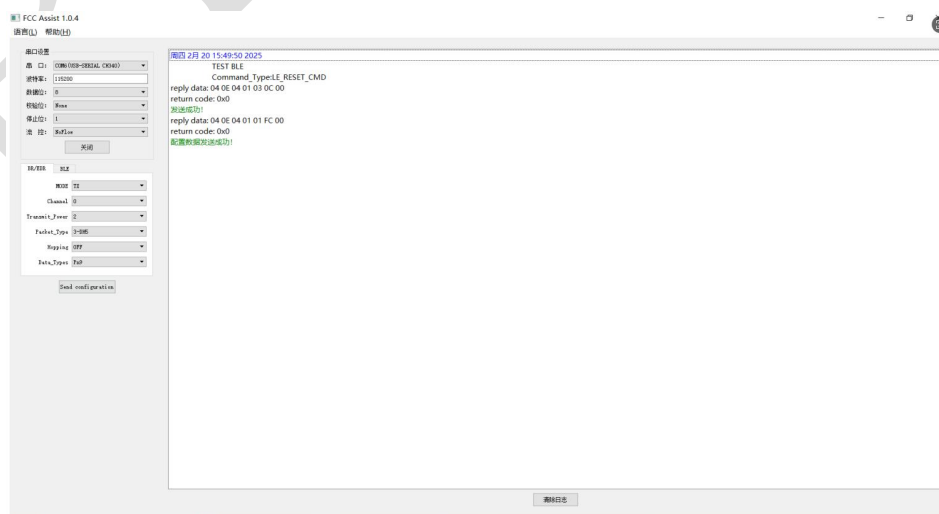 FCC Assist 1.0.4
语言(L) 帮助(H)
串口设置
串 口: COM6(USB-SERIAL CH340)
波特率: 115200
数据位: 8
校验位: None
停止位: 1
流 控: NoFlow
关闭
BR/EDR BLE
MODE TX
Channel 0
Transmit_Power 2
Packet_Type 3-DH5
Hopping OFF
Data_Types Pn9
Send configuration
周四 2月 20 15:49:50 2025
TEST BLE
Command_Type:LE_RESET_CMD
reply data: 04 0E 04 01 03 0C 00
return code: 0x0
发送成功!
reply data: 04 0E 04 01 01 FC 00
return code: 0x0
配置数据发送成功!
清除日志